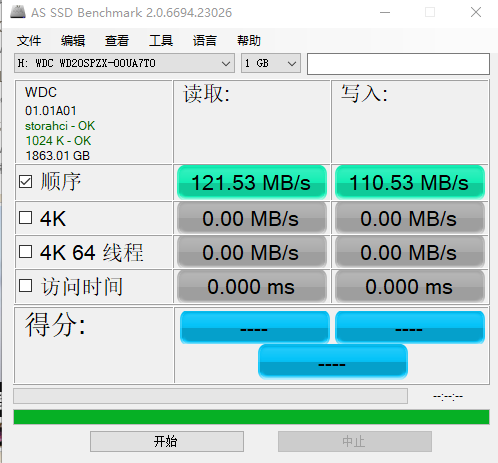 AS SSD Benchmark 2.0.6694.23026
文件 编辑 查看 工具 语言 帮助
H: WDC WD20SPZX-00UA7T0 1 GB
WDC
01.01A01
storahci - OK
1024 K - OK
1863.01 GB
读取: 写入:
顺序 121.53 MB/s 110.53 MB/s
4K 0.00 MB/s 0.00 MB/s
4K 64 线程 0.00 MB/s 0.00 MB/s
访问时间 0.000 ms 0.000 ms
得分: ---- ----
----
--:--:--
开始 中止